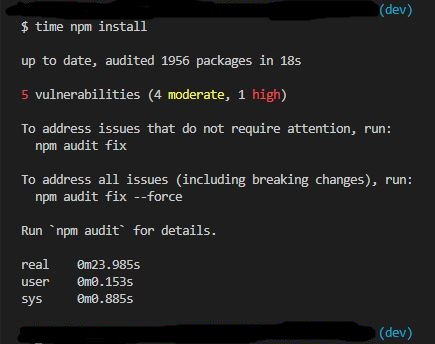 (dev)
$ time npm install
up to date, audited 1956 packages in 18s
5 vulnerabilities (4 moderate, 1 high)
To address issues that do not require attention, run:
npm audit fix
To address all issues (including breaking changes), run:
npm audit fix --force
Run `npm audit` for details.
real 0m23.985s
user 0m0.153s
sys 0m0.885s
(dev)